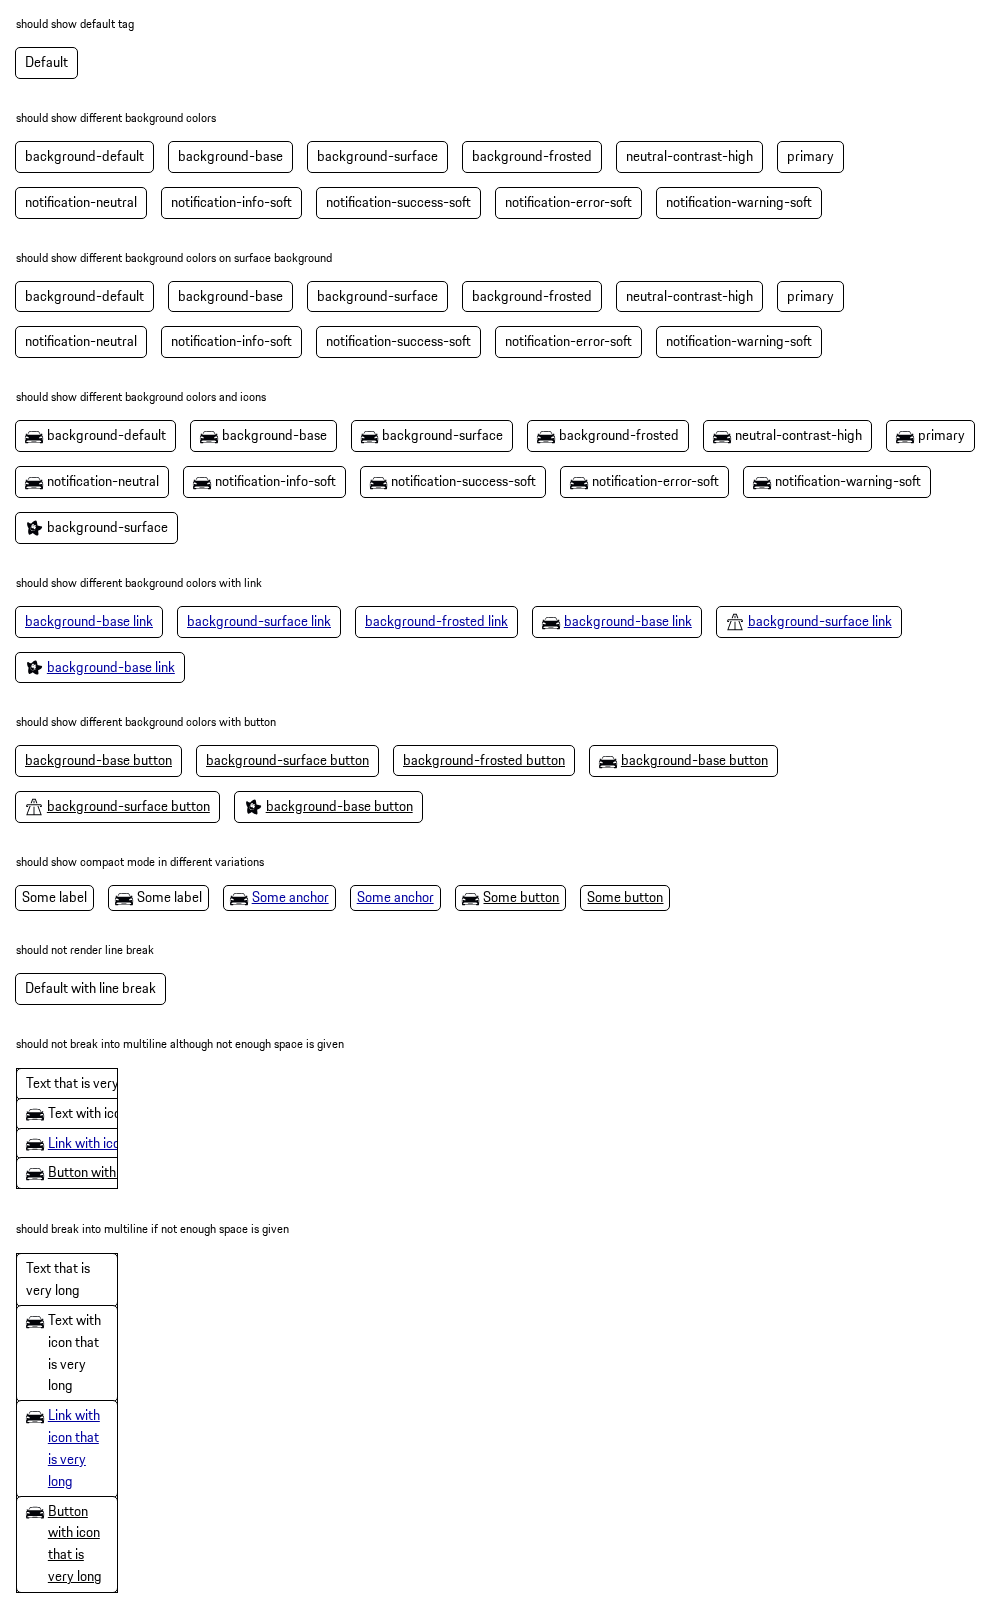 should show default tag
Default
should show different background colors
background-default background-base background-surface background-frosted neutral-contrast-high primary
notification-neutral notification-info-soft notification-success-soft notification-error-soft notification-warning-soft
should show different background colors on surface background
background-default background-base background-surface background-frosted neutral-contrast-high primary
notification-neutral notification-info-soft notification-success-soft notification-error-soft notification-warning-soft
should show different background colors and icons
background-default background-base background-surface background-frosted neutral-contrast-high primary
notification-neutral notification-info-soft notification-success-soft notification-error-soft notification-warning-soft
background-surface
should show different background colors with link
background-base link background-surface link background-frosted link background-base link background-surface link
background-base link
should show different background colors with button
background-base button background-surface button background-frosted button background-base button
background-surface button background-base button
should show compact mode in different variations
Some label Some label Some anchor Some anchor Some button Some button
should not render line break
Default with line break
should not break into multiline although not enough space is given
Text that is very
Text with ico
Link with ico
Button with
should break into multiline if not enough space is given
Text that is
very long
Text with
icon that
is very
long
Link with
icon that
is very
long
Button
with icon
that is
very long